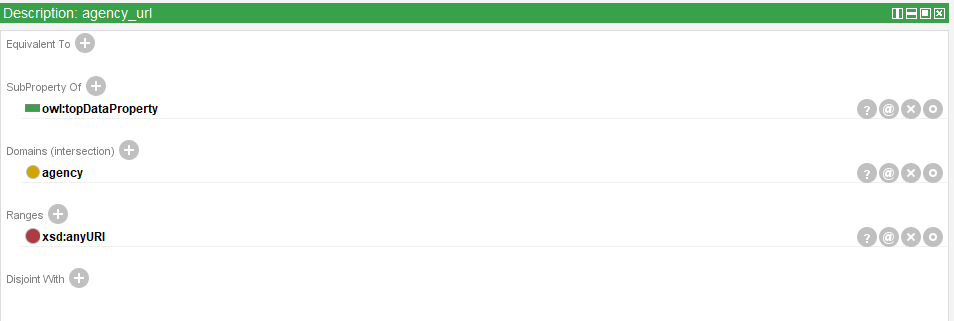 Description: agency_url
Equivalent To
SubProperty Of
owl:topDataProperty
Domains (intersection)
agency
Ranges
xsd:anyURI
Disjoint With